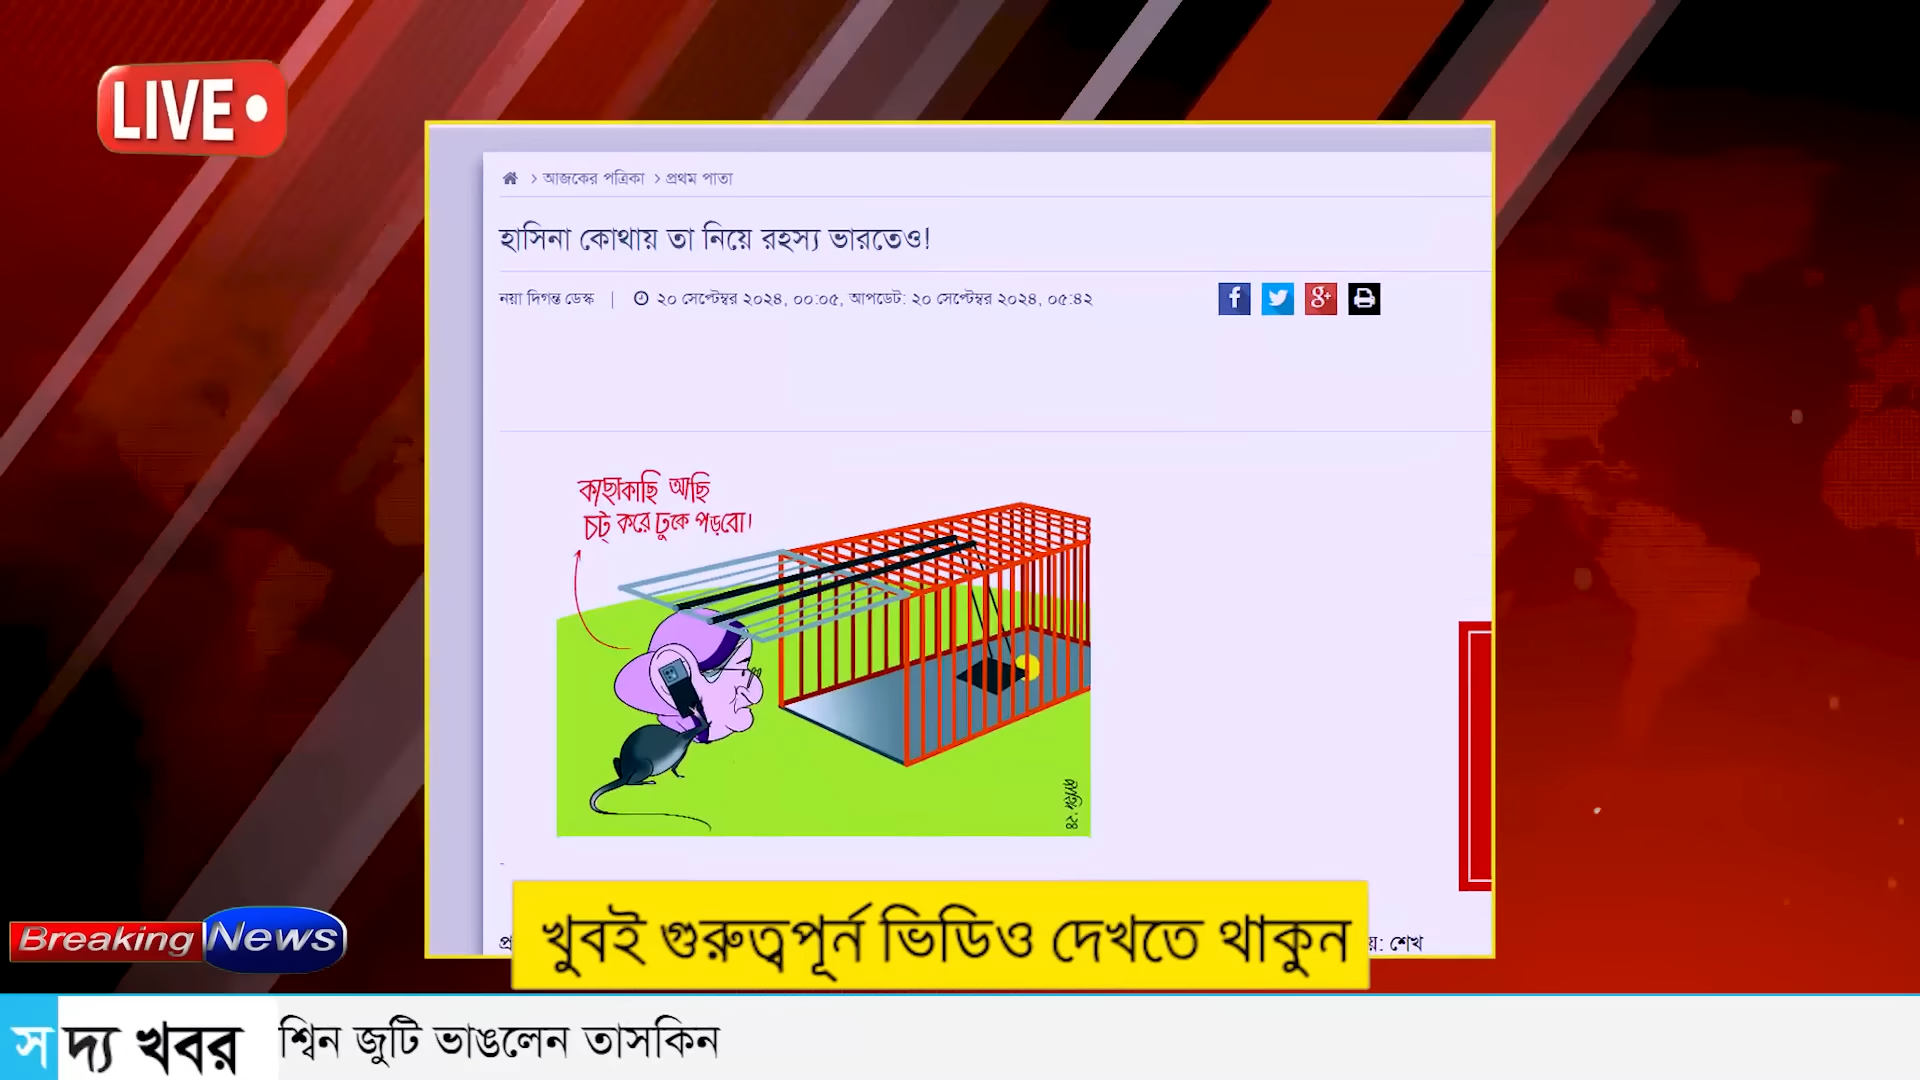 LIVE
আজকের পত্রিকা > প্রথম পাতা
হাসিনা কোথায় তা নিয়ে রহস্য ভারতেও!
নয়া দিগন্ত ডেস্ক | ২০ সেপ্টেম্বর ২০২৪, ০০:০৫, আপডেট: ২০ সেপ্টেম্বর ২০২৪, ০৫:৪২
কাছাকাছি আছি
চট্ করে ঢুকে পড়বো।
খুবই গুরুত্বপূর্ন ভিডিও দেখতে থাকুন
শেখ
Breaking News
সদ্য খবর
শ্বিন জুটি ভাঙলেন তাসকিন